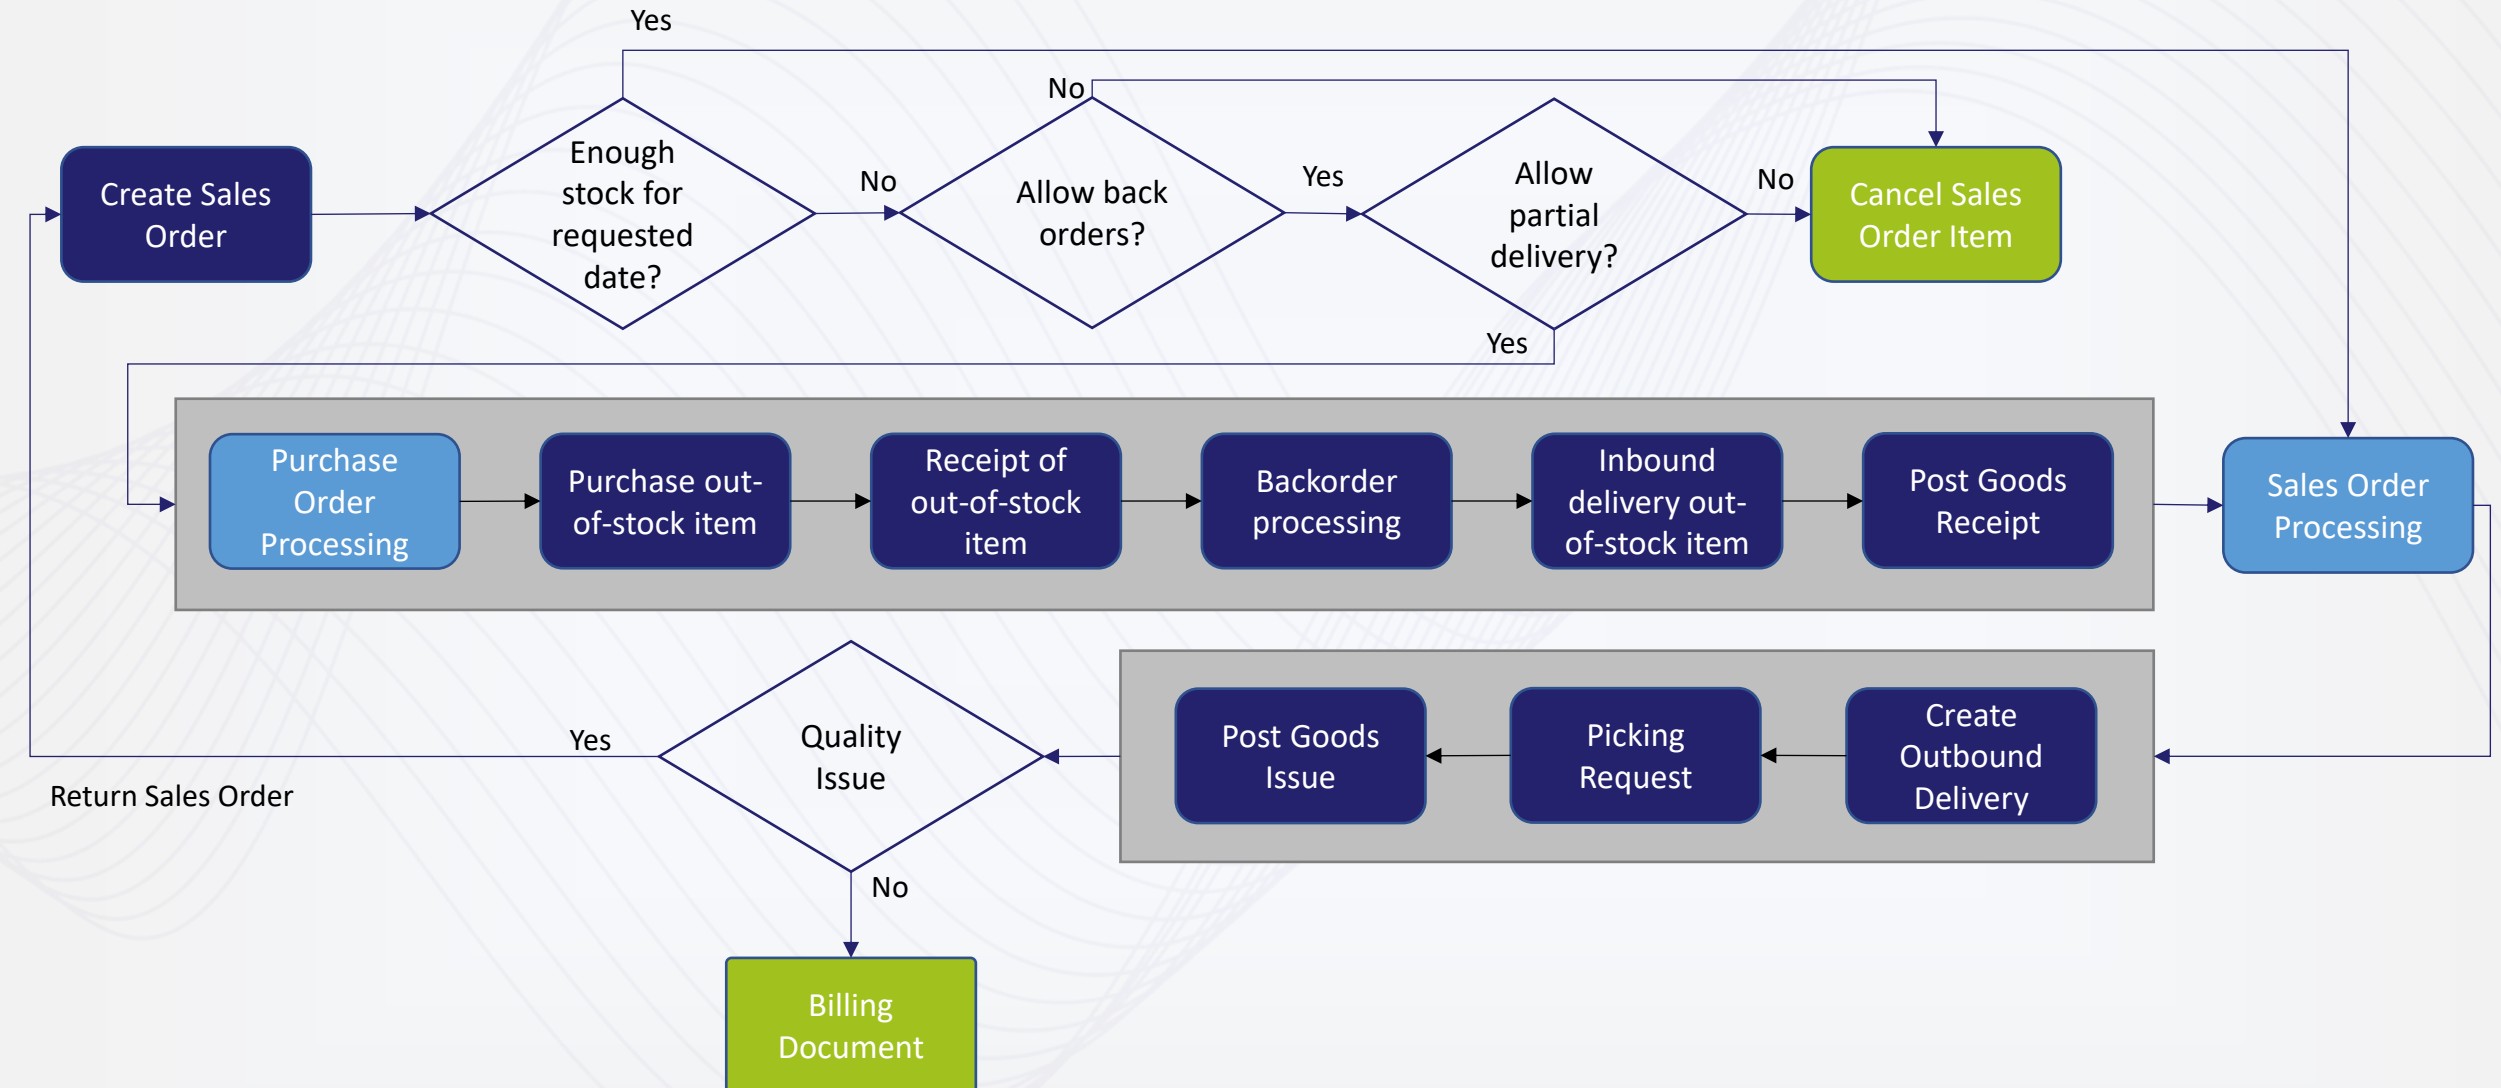 Yes
No
Create Sales
Order
Enough
stock for
requested
date?
No
Allow back
orders?
Yes
Allow
partial
delivery?
No
Cancel Sales
Order Item
Yes
Purchase
Order
Processing
Purchase out-
of-stock item
Receipt of
out-of-stock
item
Backorder
processing
Inbound
delivery out-
of-stock item
Post Goods
Receipt
Sales Order
Processing
Create
Outbound
Delivery
Picking
Request
Post Goods
Issue
Quality
Issue
Yes
Return Sales Order
No
Billing
Document